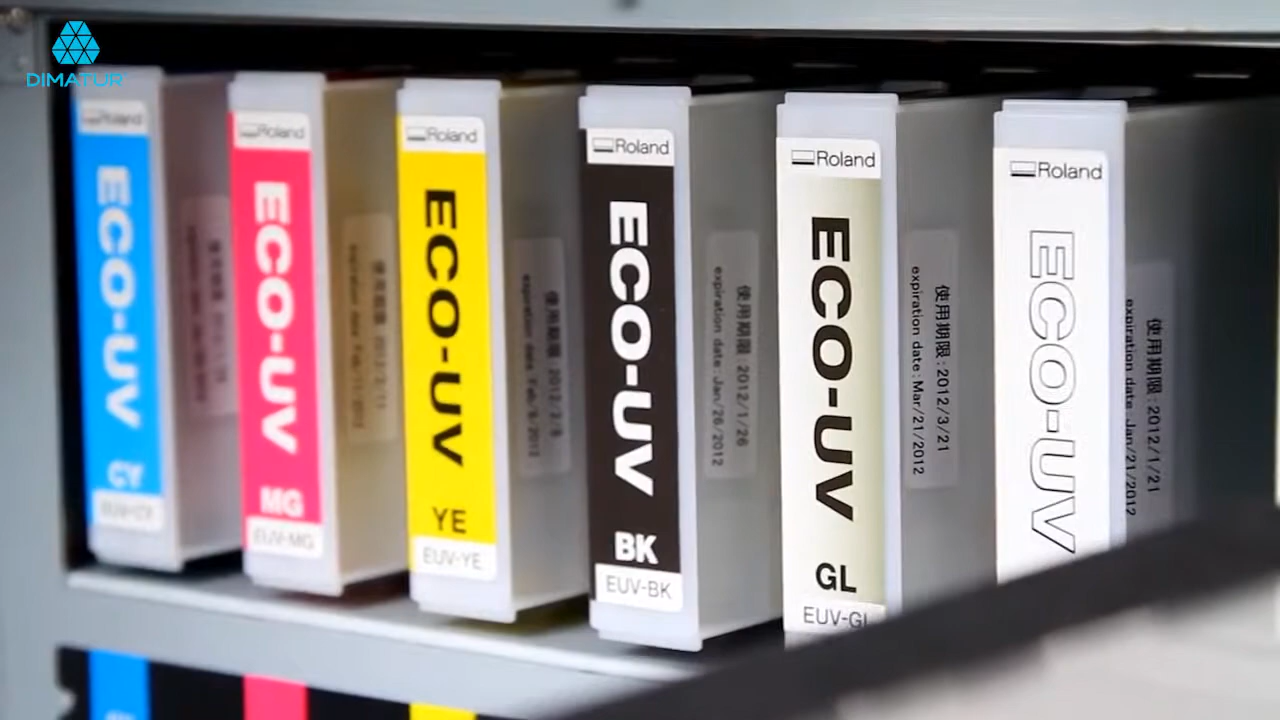 DIMATUR
Roland
ECO-UV
CY
Roland
ECO-UV
MG
EUV-MG
Roland
ECO-UV
YE
EUV-YE
Roland
ECO-UV
BK
EUV-BK
使用期限:2012/1/26
expiration date:Jan/26/2012
Roland
ECO-UV
GL
EUV-GL
使用期限:2012/3/21
expiration date:Mar/21/2012
Roland
ECO-UV
使用期限:2012/1/21
expiration date:Jan/21/2012